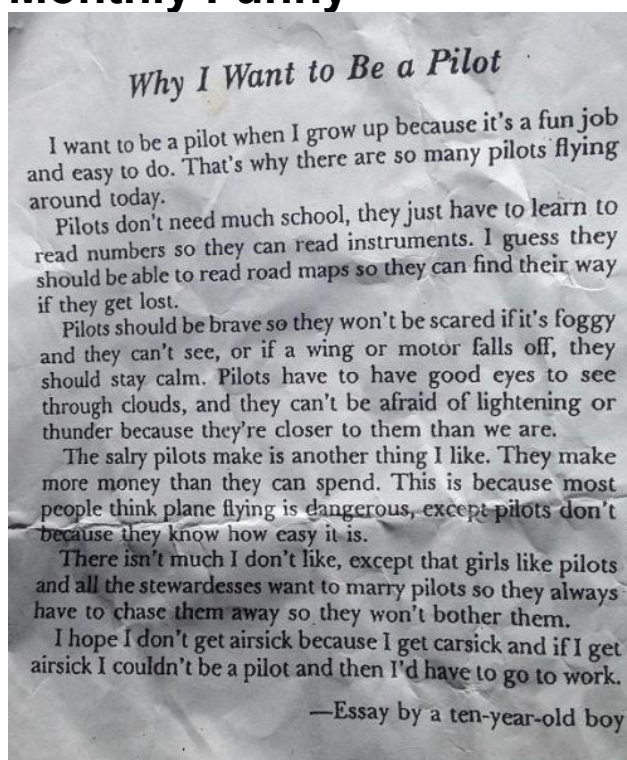 Monthly Funny
Why I Want to Be a Pilot
I want to be a pilot when I grow up because it's a fun job
and easy to do. That's why there are so many pilots flying
around today.
Pilots don't need much school, they just have to learn to
read numbers so they can read instruments. I guess they
should be able to read road maps so they can find their way
if they get lost.
Pilots should be brave so they won't be scared if it's foggy
and they can't see, or if a wing or motor falls off, they
should stay calm. Pilots have to have good eyes to see
through clouds, and they can't be afraid of lightening or
thunder because they're closer to them than we are.
The salry pilots make is another thing I like. They make
more money than they can spend. This is because most
people think plane flying is dangerous, except pilots don't
because they know how easy it is.
There isn't much I don't like, except that girls like pilots
and all the stewardesses want to marry pilots so they always
have to chase them away so they won't bother them.
I hope I don't get airsick because I get carsick and if I get
airsick I couldn't be a pilot and then I'd have to go to work.
—Essay by a ten-year-old boy